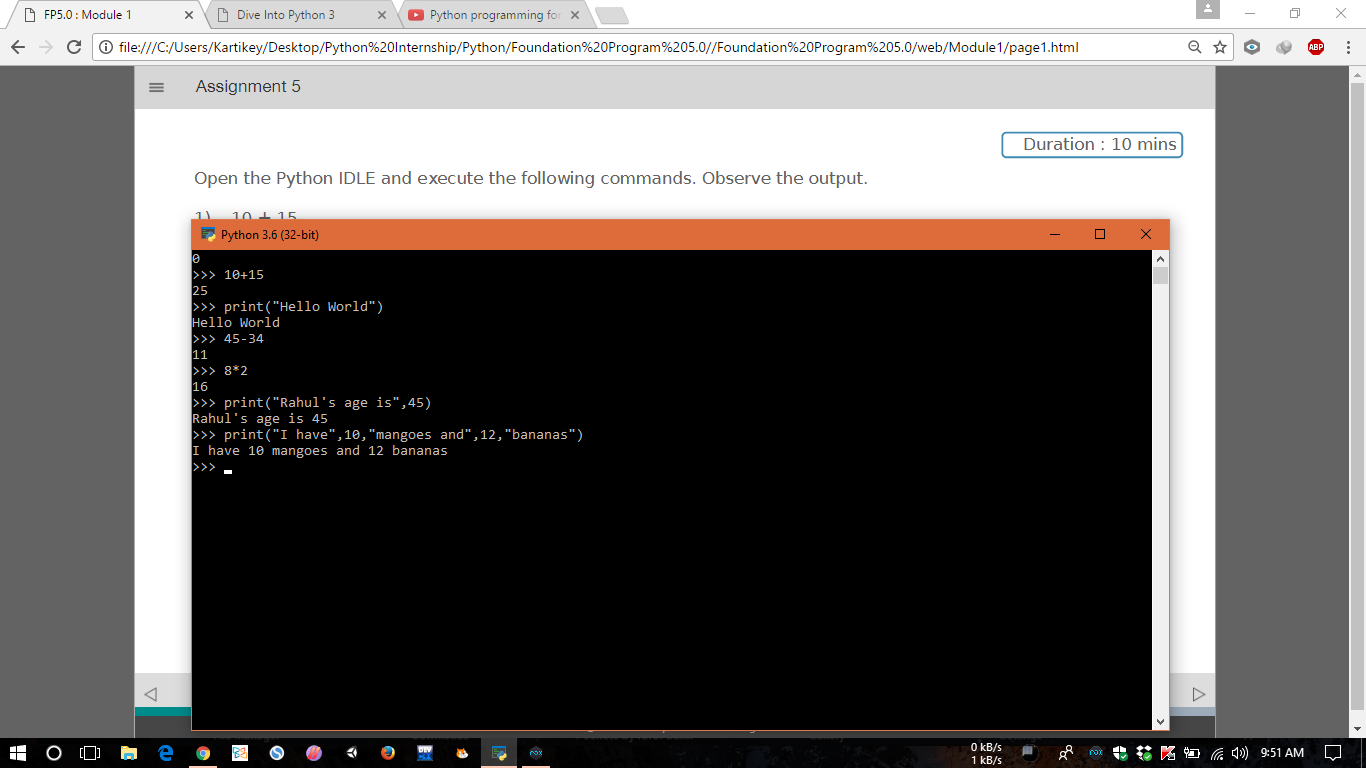 FP5.0 : Module 1
Dive Into Python 3
Python programming for
file:///C:/Users/Kartikey/Desktop/Python%20Internship/Python/Foundation%20Program%205.0//Foundation%20Program%205.0/web/Module1/page1.html
ABP
Assignment 5
Duration : 10 mins
Open the Python IDLE and execute the following commands. Observe the output.
1) 10 + 15
Python 3.6 (32-bit)
0
>>> 10+15
25
>>> print("Hello World")
Hello World
>>> 45-34
11
>>> 8*2
16
>>> print("Rahul's age is",45)
Rahul's age is 45
>>> print("I have",10,"mangoes and",12,"bananas")
I have 10 mangoes and 12 bananas
>>>
0 kB/s
1 kB/s
9:51 AM